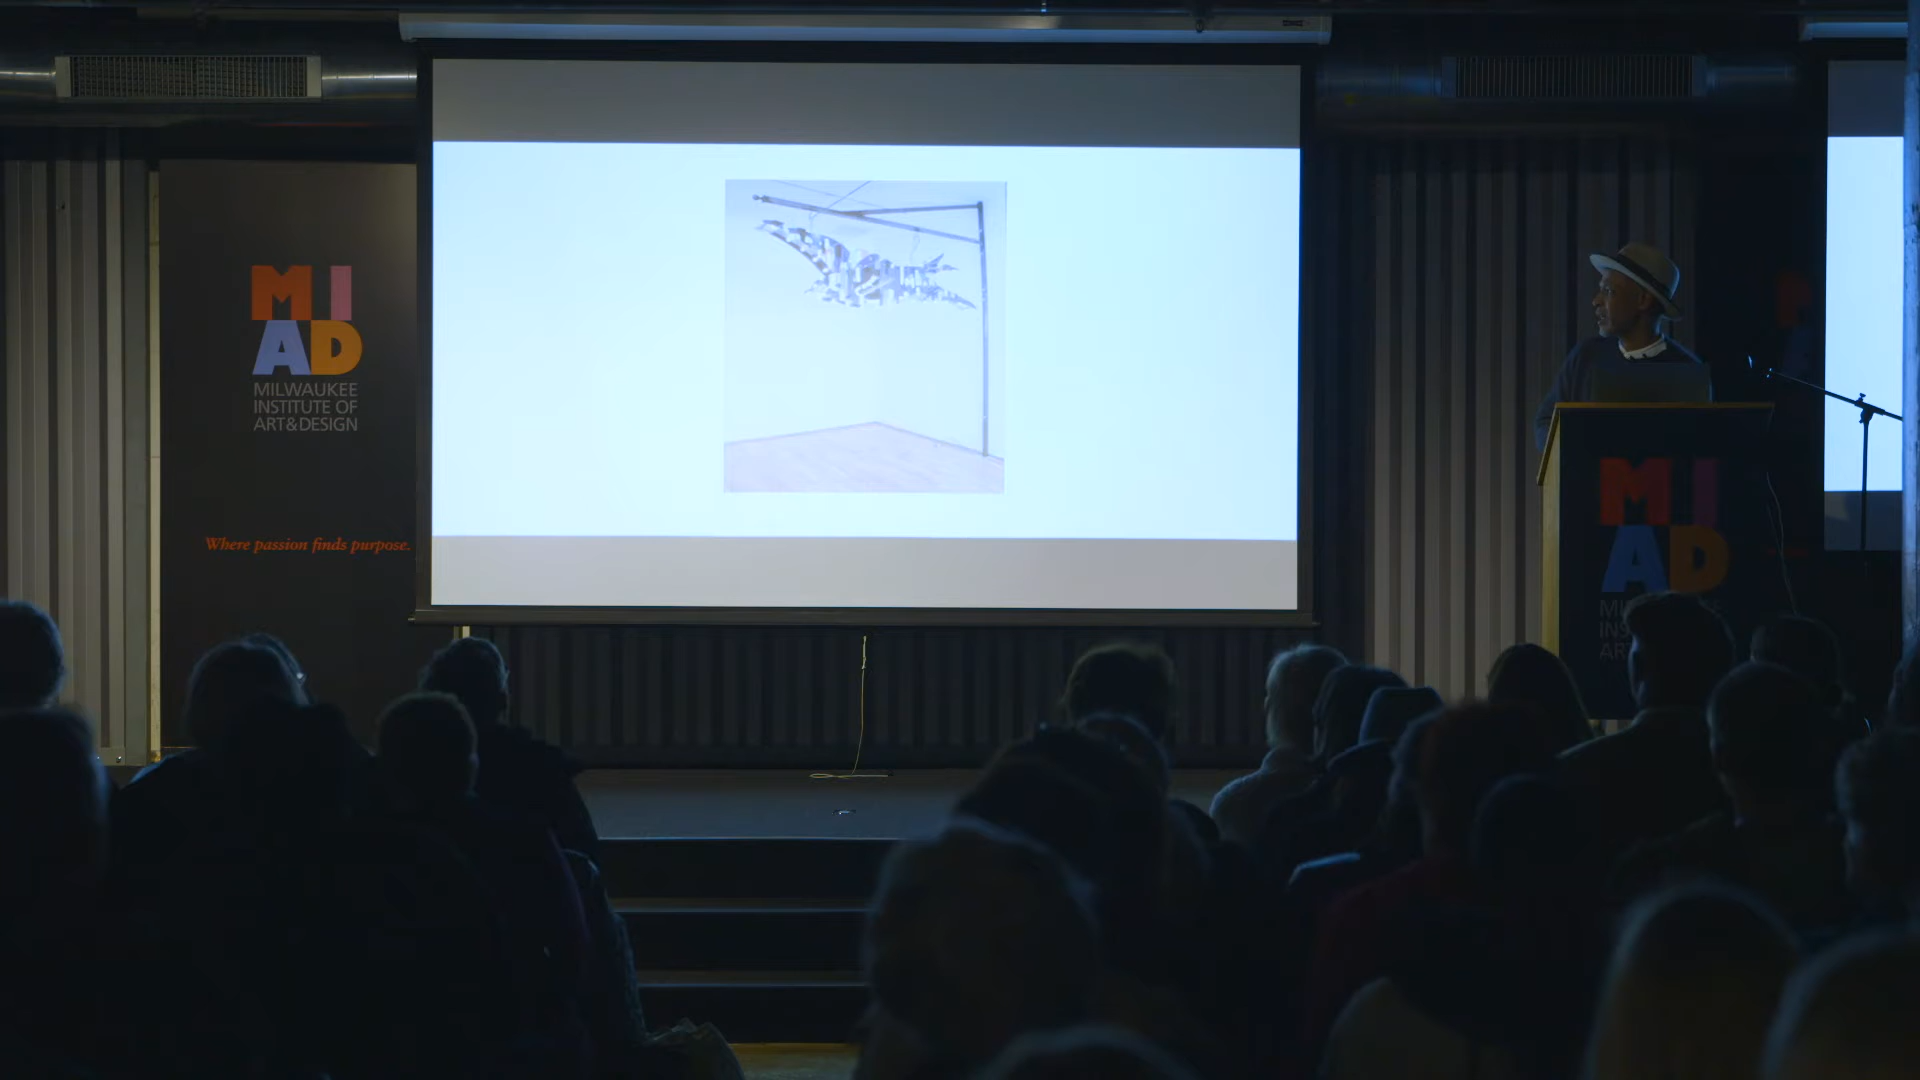 MI
AD
MILWAUKEE
INSTITUTE OF
ART&DESIGN
Where passion finds purpose.
MI
AD